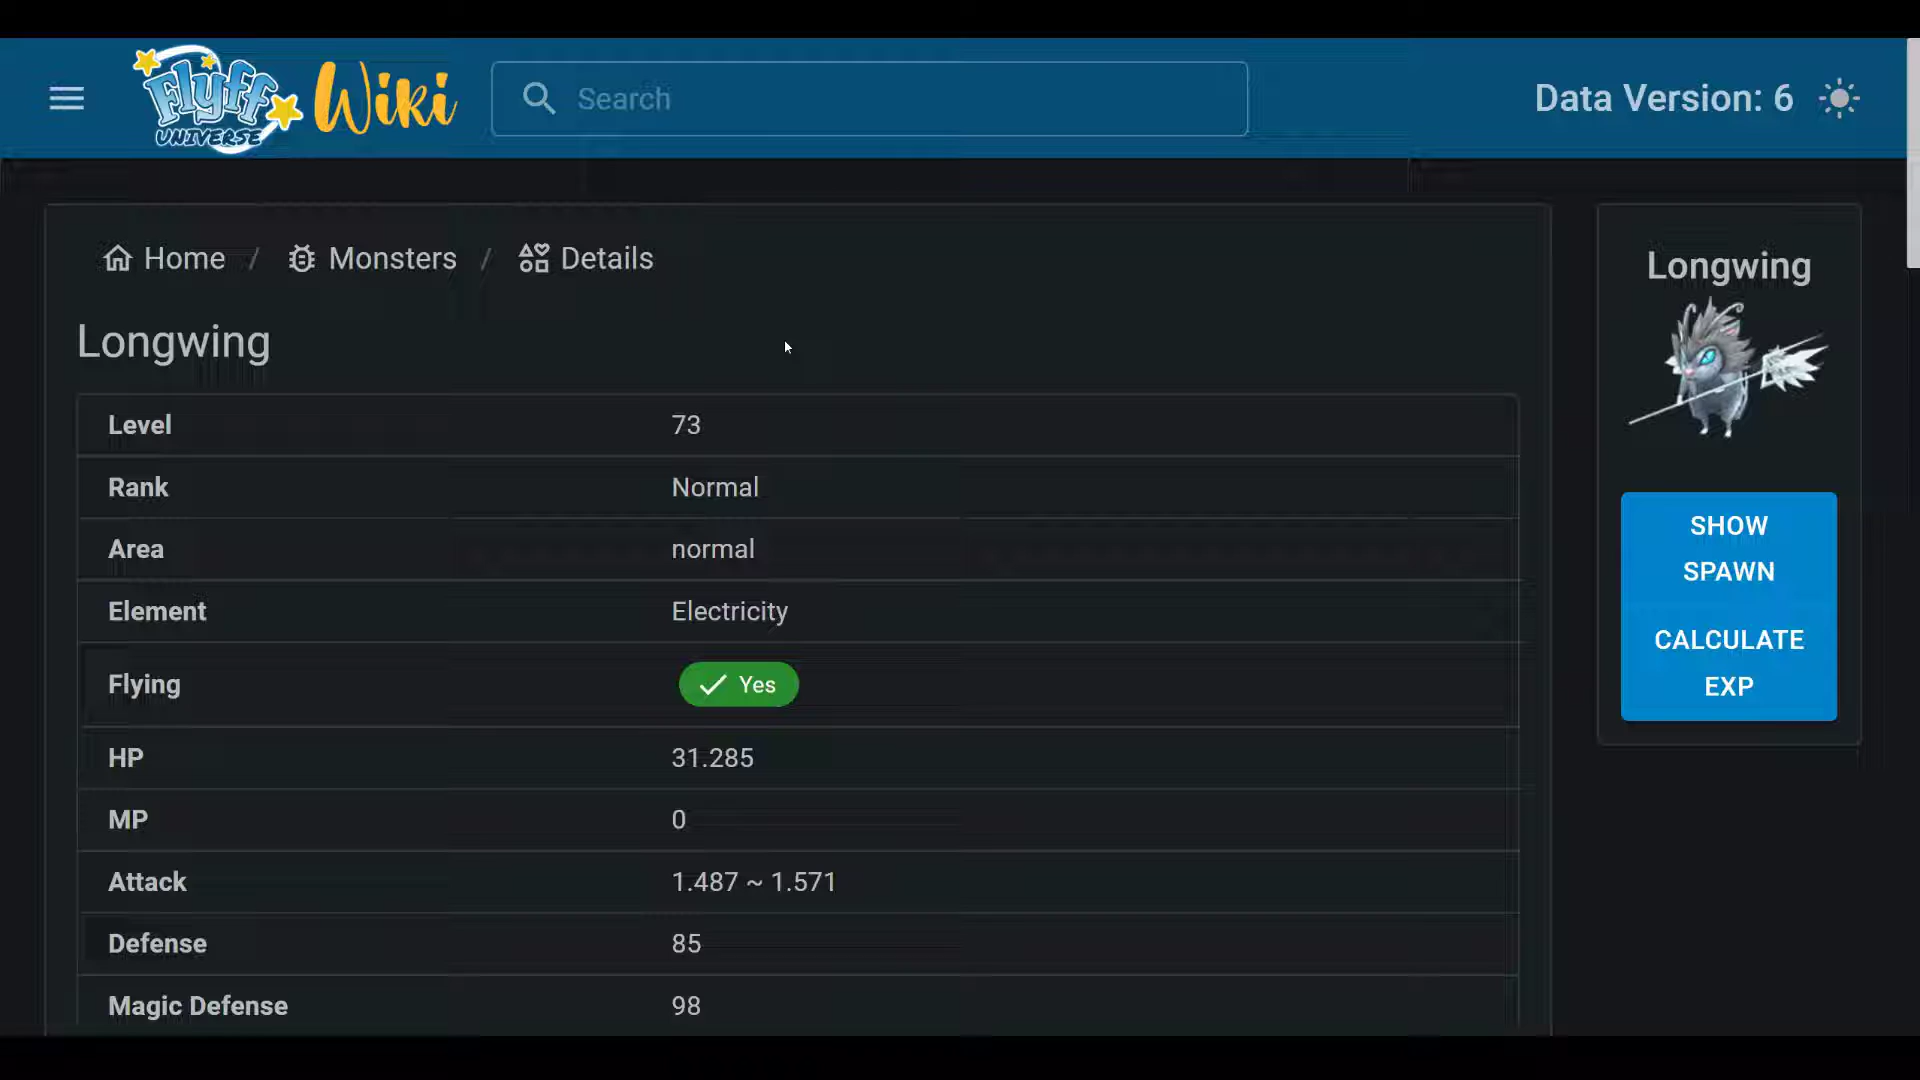 Flyff
UNIVERSE
Wiki
Search
Data Version: 6
Home / Monsters / Details
Longwing
Level 73
Rank Normal
Area normal
Element Electricity
Flying Yes
HP 31.285
MP 0
Attack 1.487 ~ 1.571
Defense 85
Magic Defense 98
Longwing
SHOW
SPAWN
CALCULATE
EXP